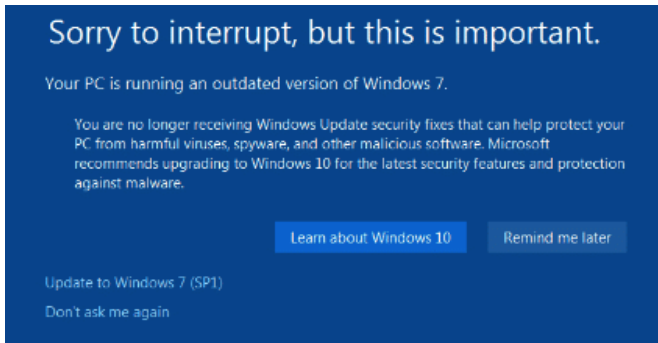 Sorry to interrupt, but this is important.
Your PC is running an outdated version of Windows 7.
You are no longer receiving Windows Update security fixes that can help protect your
PC from harmful viruses, spyware, and other malicious software. Microsoft
recommends upgrading to Windows 10 for the latest security features and protection
against malware.
Learn about Windows 10 Remind me later
Update to Windows 7 (SP1)
Don't ask me again